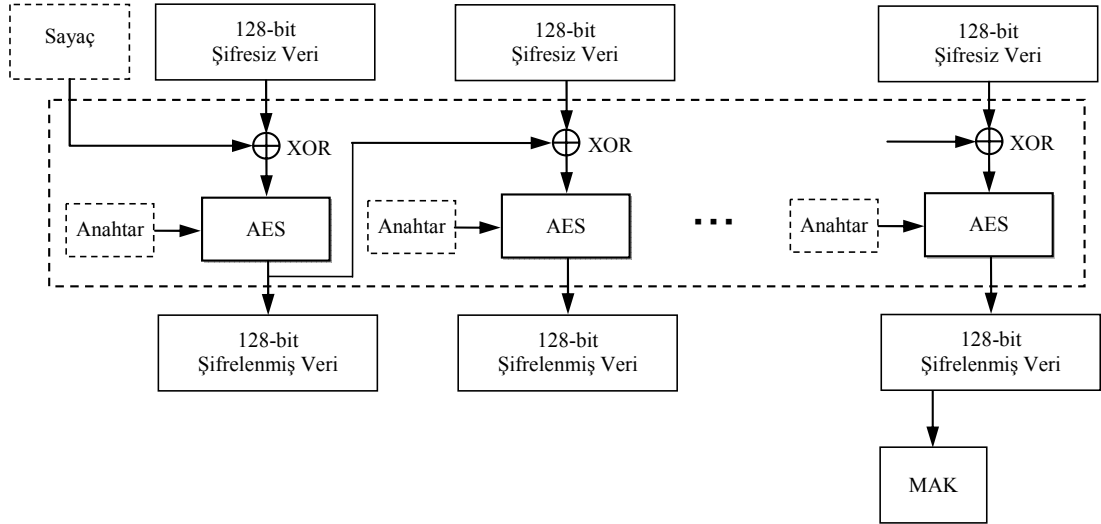 Sayaç
128-bit
Şifresiz Veri
128-bit
Şifresiz Veri
128-bit
Şifresiz Veri
XOR
XOR
XOR
Anahtar
AES
Anahtar
AES
...
Anahtar
AES
128-bit
Şifrelenmiş Veri
128-bit
Şifrelenmiş Veri
128-bit
Şifrelenmiş Veri
MAK